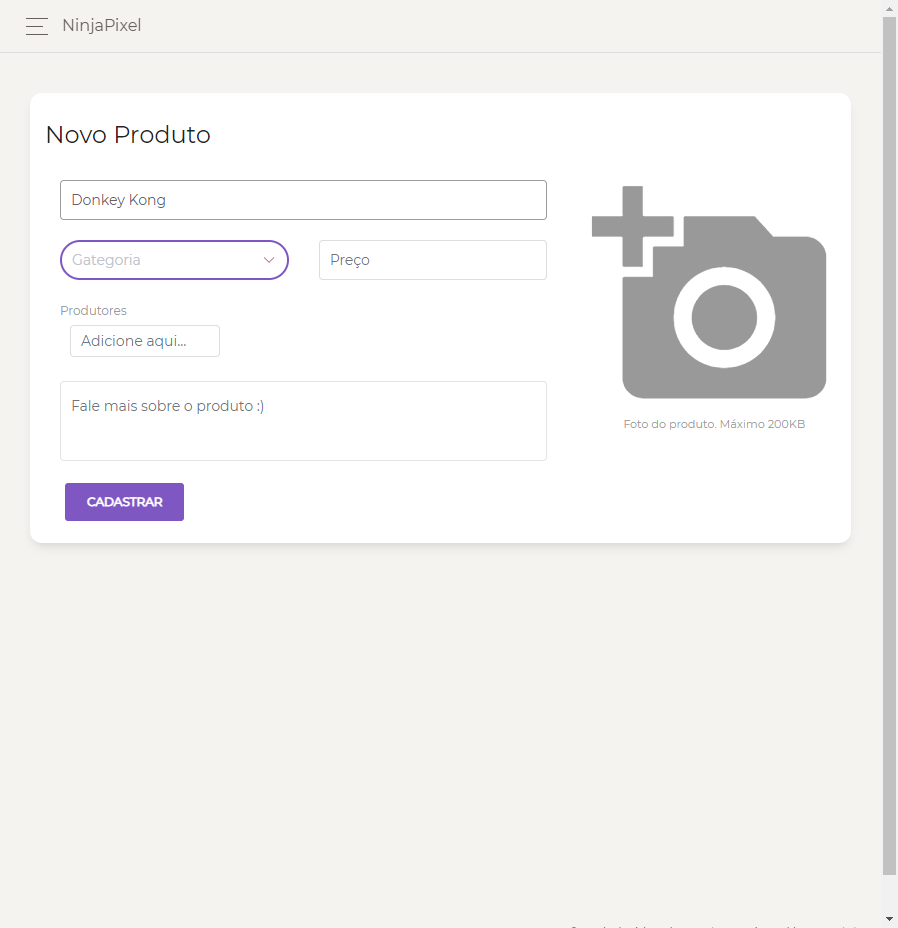 NinjaPixel
Novo Produto
Donkey Kong
Gategoria
Preço
Produtores
Adicione aqui...
Fale mais sobre o produto :)
Foto do produto. Máximo 200KB
CADASTRAR